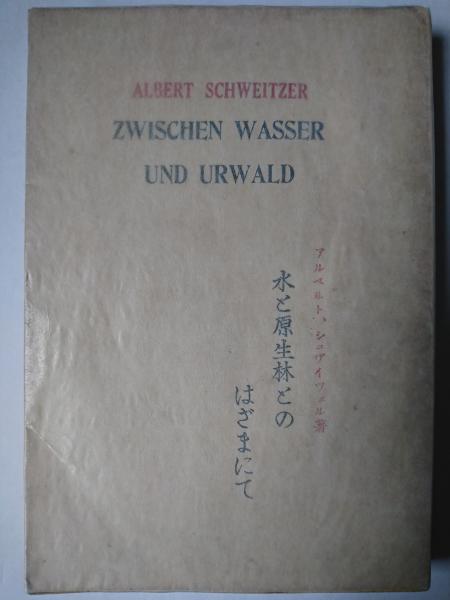 ALBERT SCHWEITZER
ZWISCHEN WASSER
UND URWALD
アルベルト、シュヴァイツェル著
水と原生林との
はざまにて